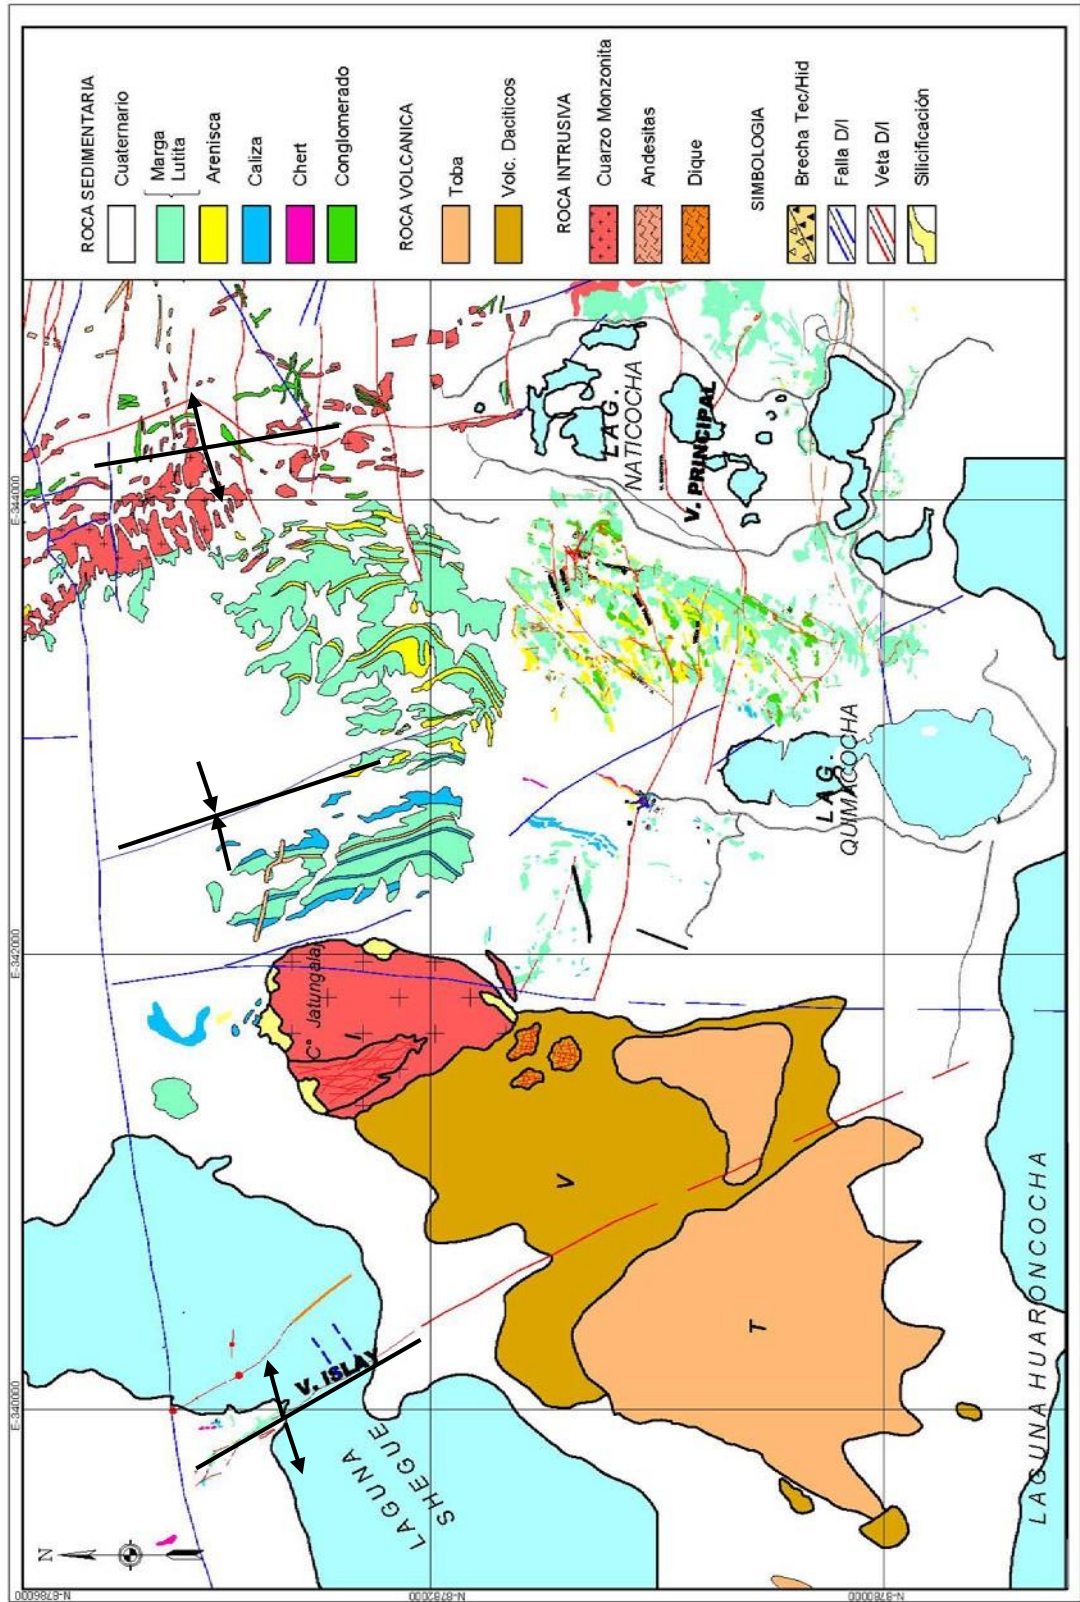 ROCA SEDIMENTARIA
Cuaternario
Marga
Lutita
Arenisca
Caliza
Chert
Conglomerado
ROCA VOLCANICA
Toba
Volc. Daciticos
ROCA INTRUSIVA
Cuarzo Monzonita
Andesitas
Dique
SIMBOLOGIA
Brecha Tec/Hid
Falla D/I
Veta D/I
Silicificación
E-344000
E-342000
E-340000
N-8786000
N-8782000
N-8780000
N
C° Jatungalaj
I
V
T
W
V. ISLAY
LAGUNA
SHEGUE
LAGUNA HUARONCOCHA
LAG.
QUIMACOCHA
LAG.
NATICOCHA
V. PRINCIPAL